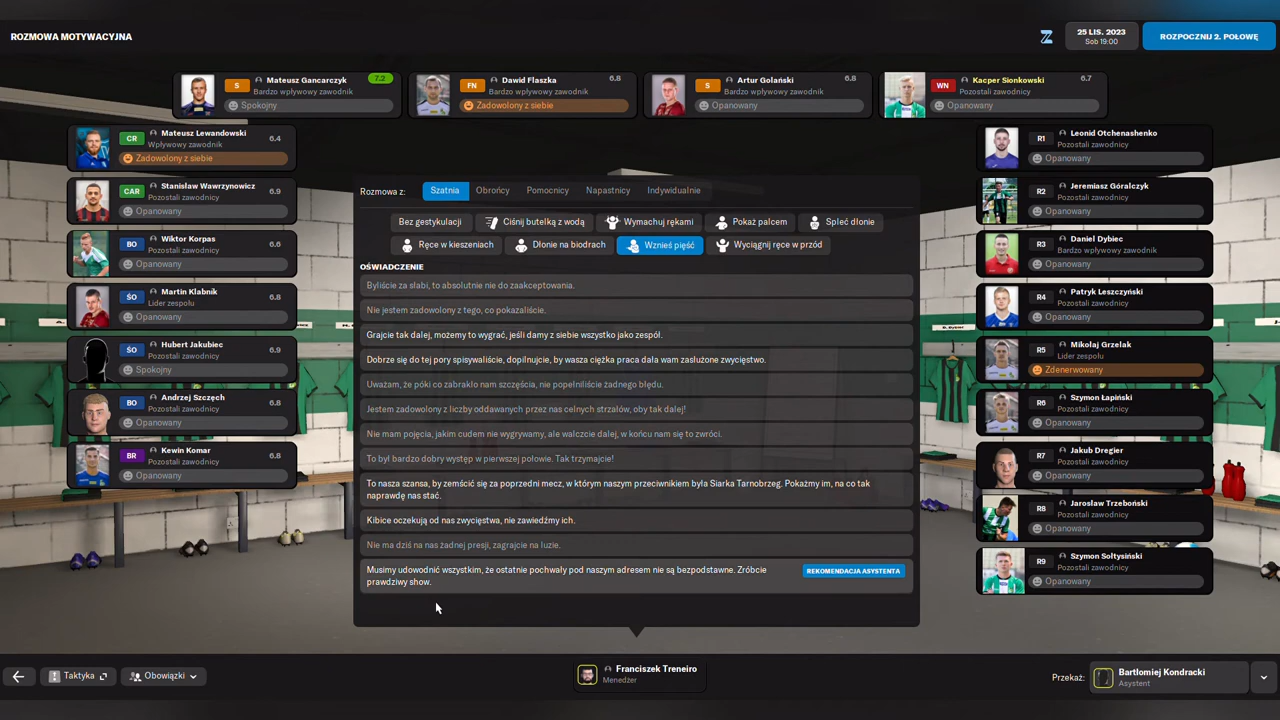 ROZMOWA MOTYWACYJNA
25 LIS. 2023
Sob 19:00
ROZPOCZNIJ 2. POŁOWĘ
S Mateusz Gancarczyk 7.2
Bardzo wpływowy zawodnik
Spokojny
FN Dawid Flaszka 6.8
Bardzo wpływowy zawodnik
Zadowolony z siebie
S Artur Golański 6.8
Bardzo wpływowy zawodnik
Opanowany
WN Kacper Sionkowski 6.7
Pozostali zawodnicy
Opanowany
CR Mateusz Lewandowski 6.4
Wpływowy zawodnik
Zadowolony z siebie
CAR Stanisław Wawrzynowicz 6.9
Pozostali zawodnicy
Opanowany
BO Wiktor Korpas 6.6
Pozostali zawodnicy
Opanowany
ŚO Martin Klabník 6.8
Lider zespołu
Opanowany
ŚO Hubert Jakubiec 6.9
Pozostali zawodnicy
Spokojny
BO Andrzej Szczęch 6.8
Pozostali zawodnicy
Opanowany
BR Kewin Komar 6.8
Pozostali zawodnicy
Opanowany
Rozmowa z: Szatnia Obrońcy Pomocnicy Napastnicy Indywidualnie
Bez gestykulacji Ciśnij butelką z wodą Wymachuj rękami Pokaż palcem Spleć dłonie
Ręce w kieszeniach Dłonie na biodrach Wznieś pięść Wyciągnij ręce w przód
OŚWIADCZENIE
Byliście za słabi, to absolutnie nie do zaakceptowania.
Nie jestem zadowolony z tego, co pokazaliście.
Grajcie tak dalej, możemy to wygrać, jeśli damy z siebie wszystko jako zespół.
Dobrze się do tej pory spisywaliście, dopilnujcie, by wasza ciężka praca dała wam zasłużone zwycięstwo.
Uważam, że póki co zabrakło nam szczęścia, nie popełniliście żadnego błędu.
Jestem zadowolony z liczby oddawanych przez nas celnych strzałów, oby tak dalej!
Nie mam pojęcia, jakim cudem nie wygrywamy, ale walczcie dalej, w końcu nam się to zwróci.
To był bardzo dobry występ w pierwszej połowie. Tak trzymajcie!
To nasza szansa, by zemścić się za poprzedni mecz, w którym naszym przeciwnikiem była Siarka Tarnobrzeg. Pokażmy im, na co tak
naprawdę nas stać.
Kibice oczekują od nas zwycięstwa, nie zawiedźmy ich.
Nie ma dziś na nas żadnej presji, zagrajcie na luzie.
Musimy udowodnić wszystkim, że ostatnie pochwały pod naszym adresem nie są bezpodstawne. Zróbcie
prawdziwy show.
REKOMENDACJA ASYSTENTA
R1 Leonid Otchenashenko
Pozostali zawodnicy
Opanowany
R2 Jeremiasz Góralczyk
Pozostali zawodnicy
Opanowany
R3 Daniel Dybiec
Bardzo wpływowy zawodnik
Opanowany
R4 Patryk Leszczyński
Pozostali zawodnicy
Opanowany
R5 Mikołaj Grzelak
Lider zespołu
Zdenerwowany
R6 Szymon Łapiński
Pozostali zawodnicy
Opanowany
R7 Jakub Dregier
Pozostali zawodnicy
Opanowany
R8 Jarosław Trzeboński
Pozostali zawodnicy
Opanowany
R9 Szymon Sołtysiński
Pozostali zawodnicy
Opanowany
Taktyka
Obowiązki
Franciszek Treneiro
Menedżer
Przekaż: Bartłomiej Kondracki
Asystent